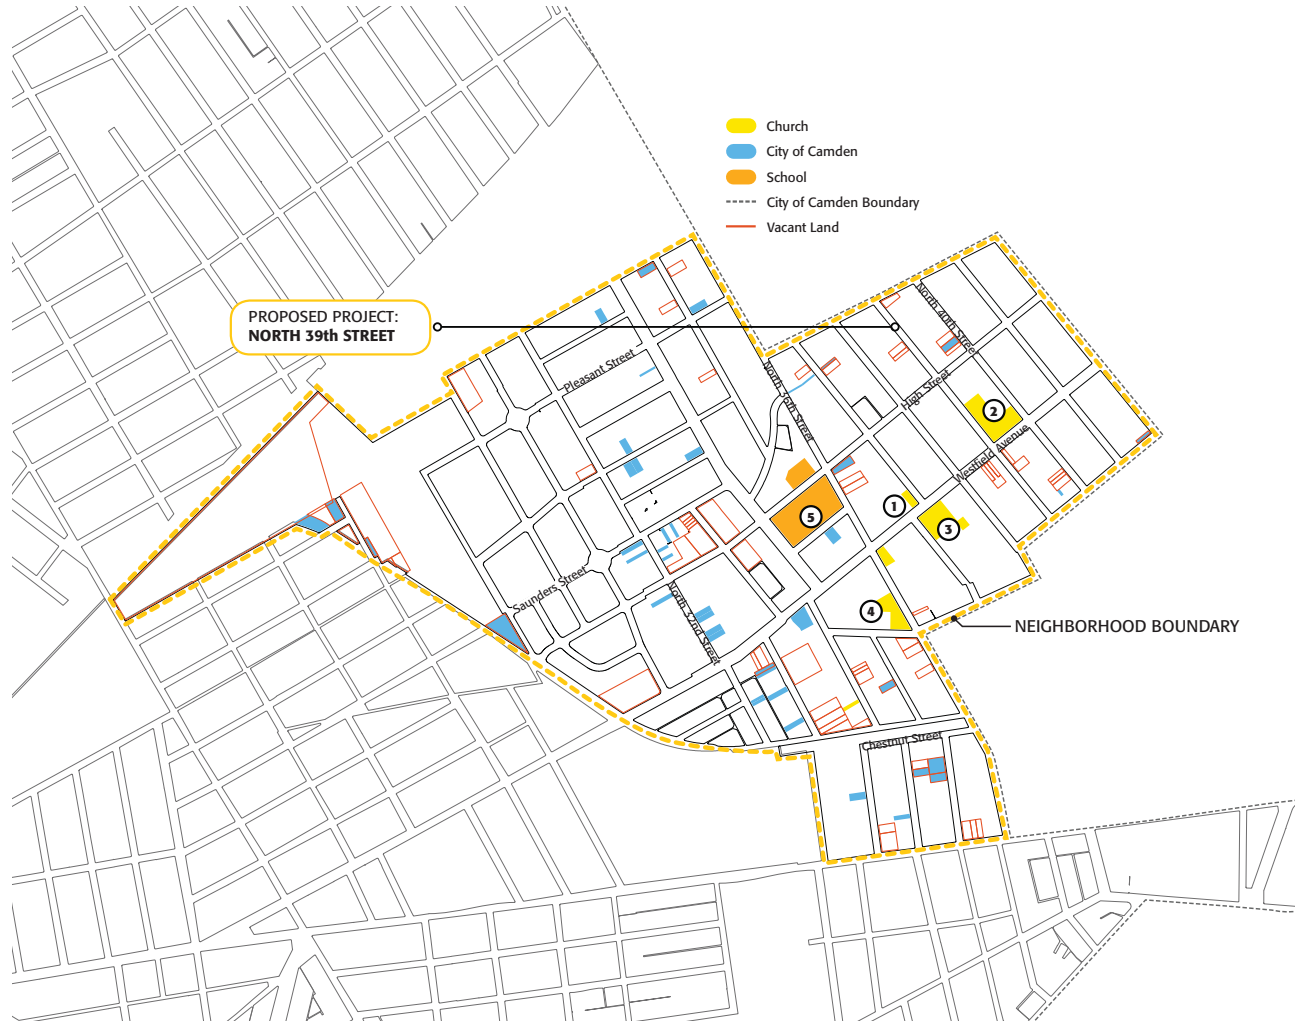 Church
City of Camden
School
City of Camden Boundary
Vacant Land
PROPOSED PROJECT:
NORTH 39th STREET
North 40th Street
Pleasant Street
North 36th Street
High Street
2
Westfield Avenue
1
5
3
Saunders Street
North 32nd Street
4
NEIGHBORHOOD BOUNDARY
Chestnut Street